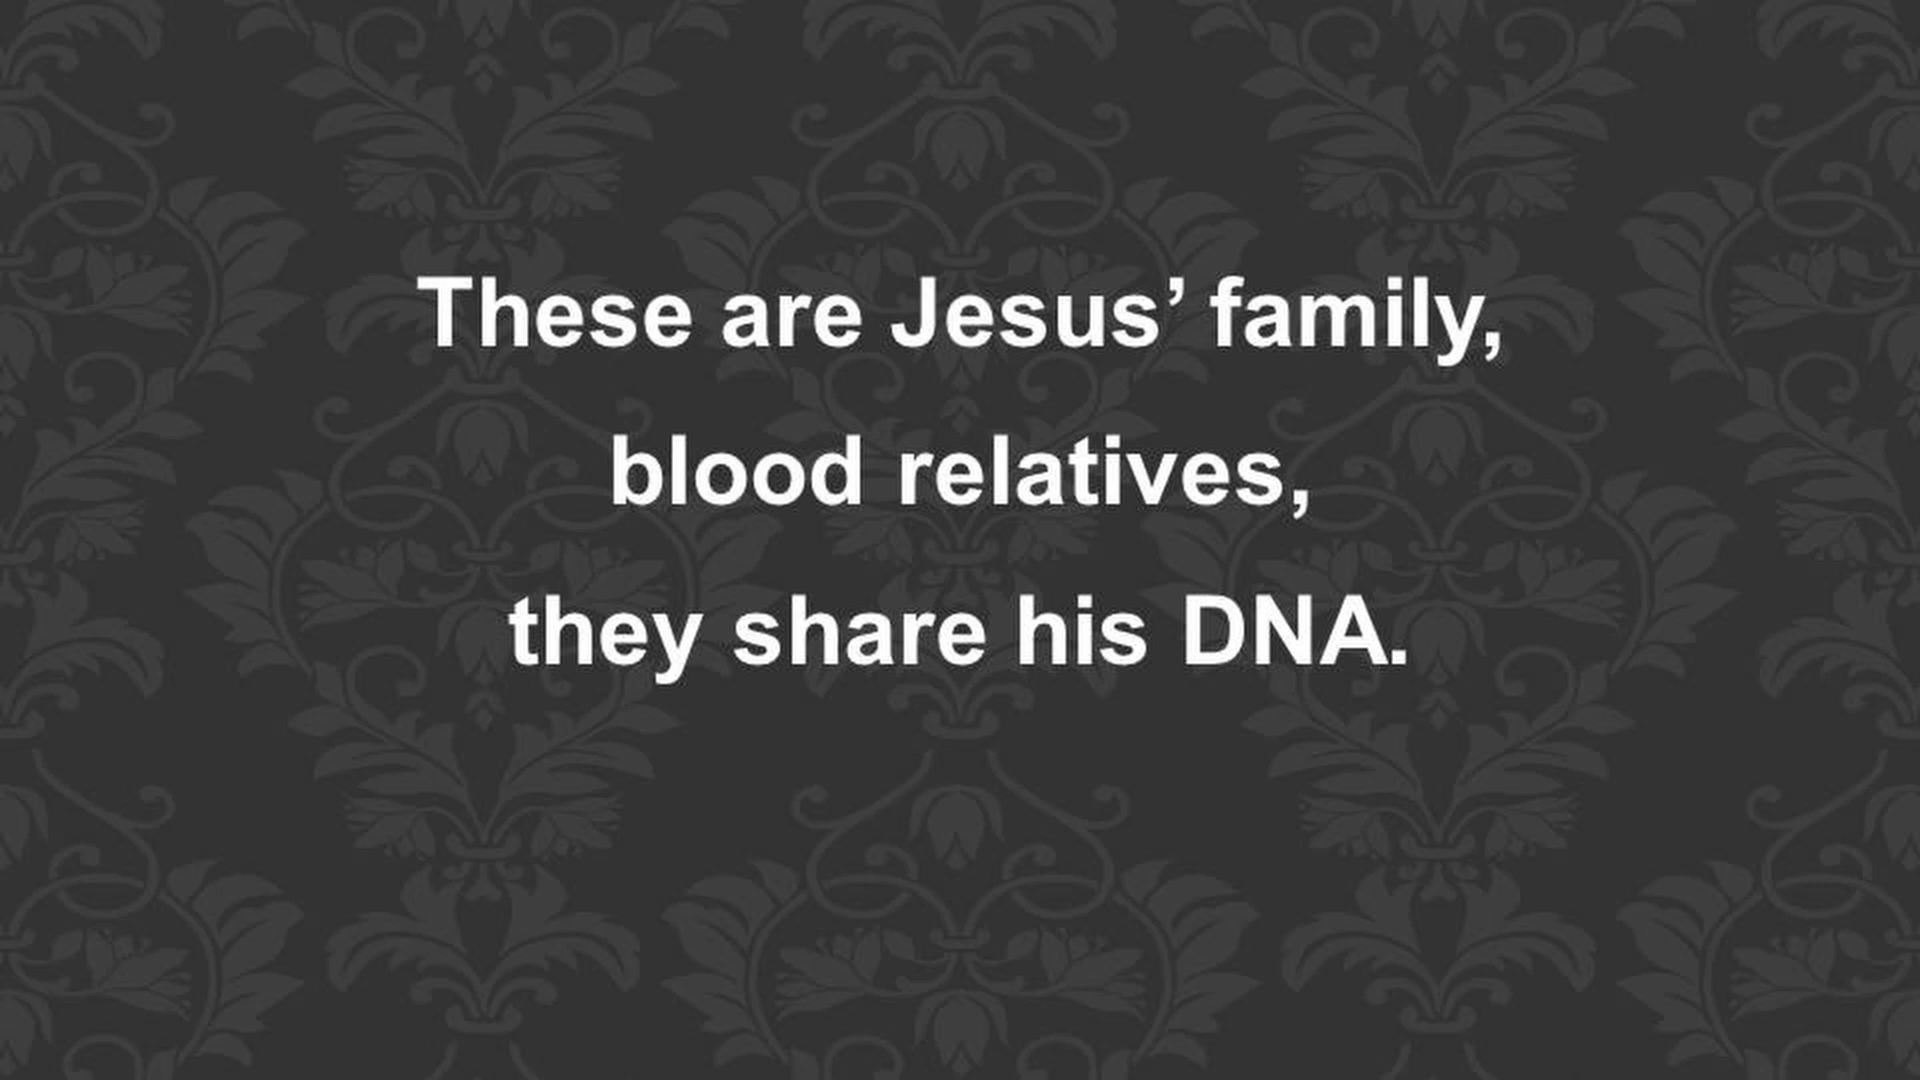 These are Jesus’ family,
blood relatives,
they share his DNA.